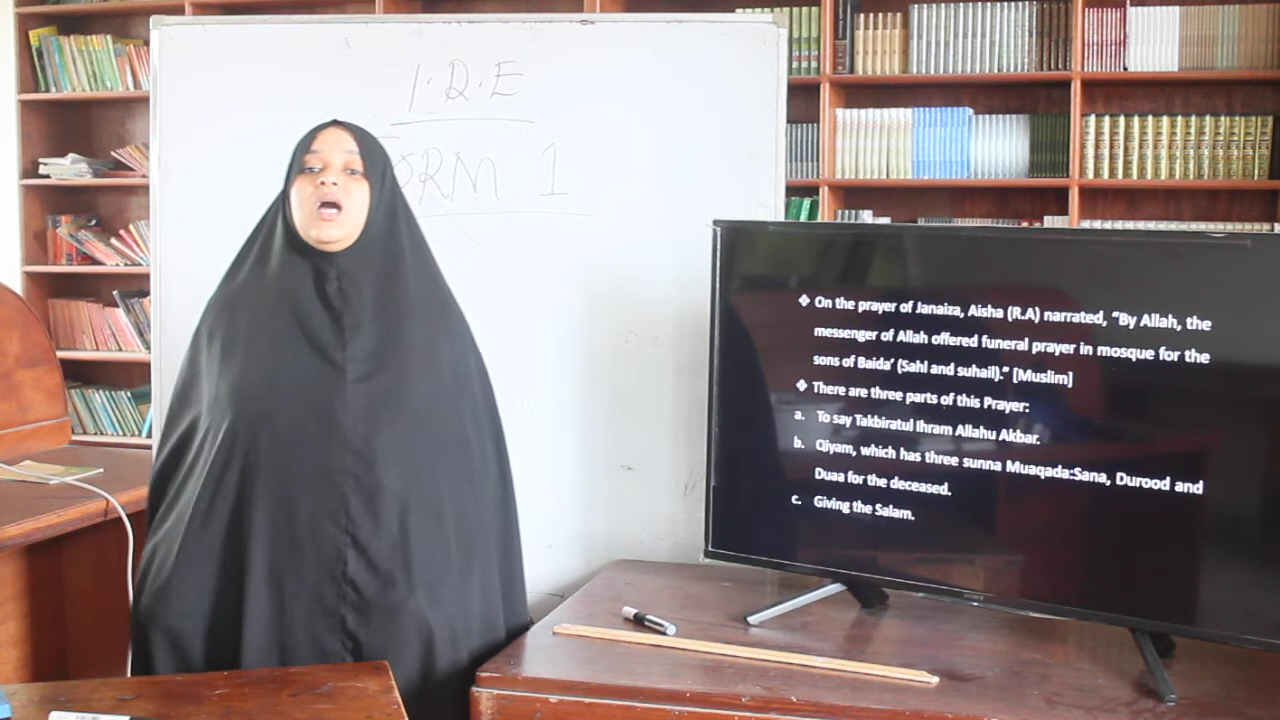 I.R.E
FORM 1
❖ On the prayer of Janaiza, Aisha (R.A) narrated, “By Allah, the
messenger of Allah offered funeral prayer in mosque for the
sons of Baida’ (Sahl and suhail).” [Muslim]
❖ There are three parts of this Prayer:
a. To say Takbiratul Ihram Allahu Akbar.
b. Qiyam, which has three sunna Muaqada:Sana, Durood and
Duaa for the deceased.
c. Giving the Salam.
SONY